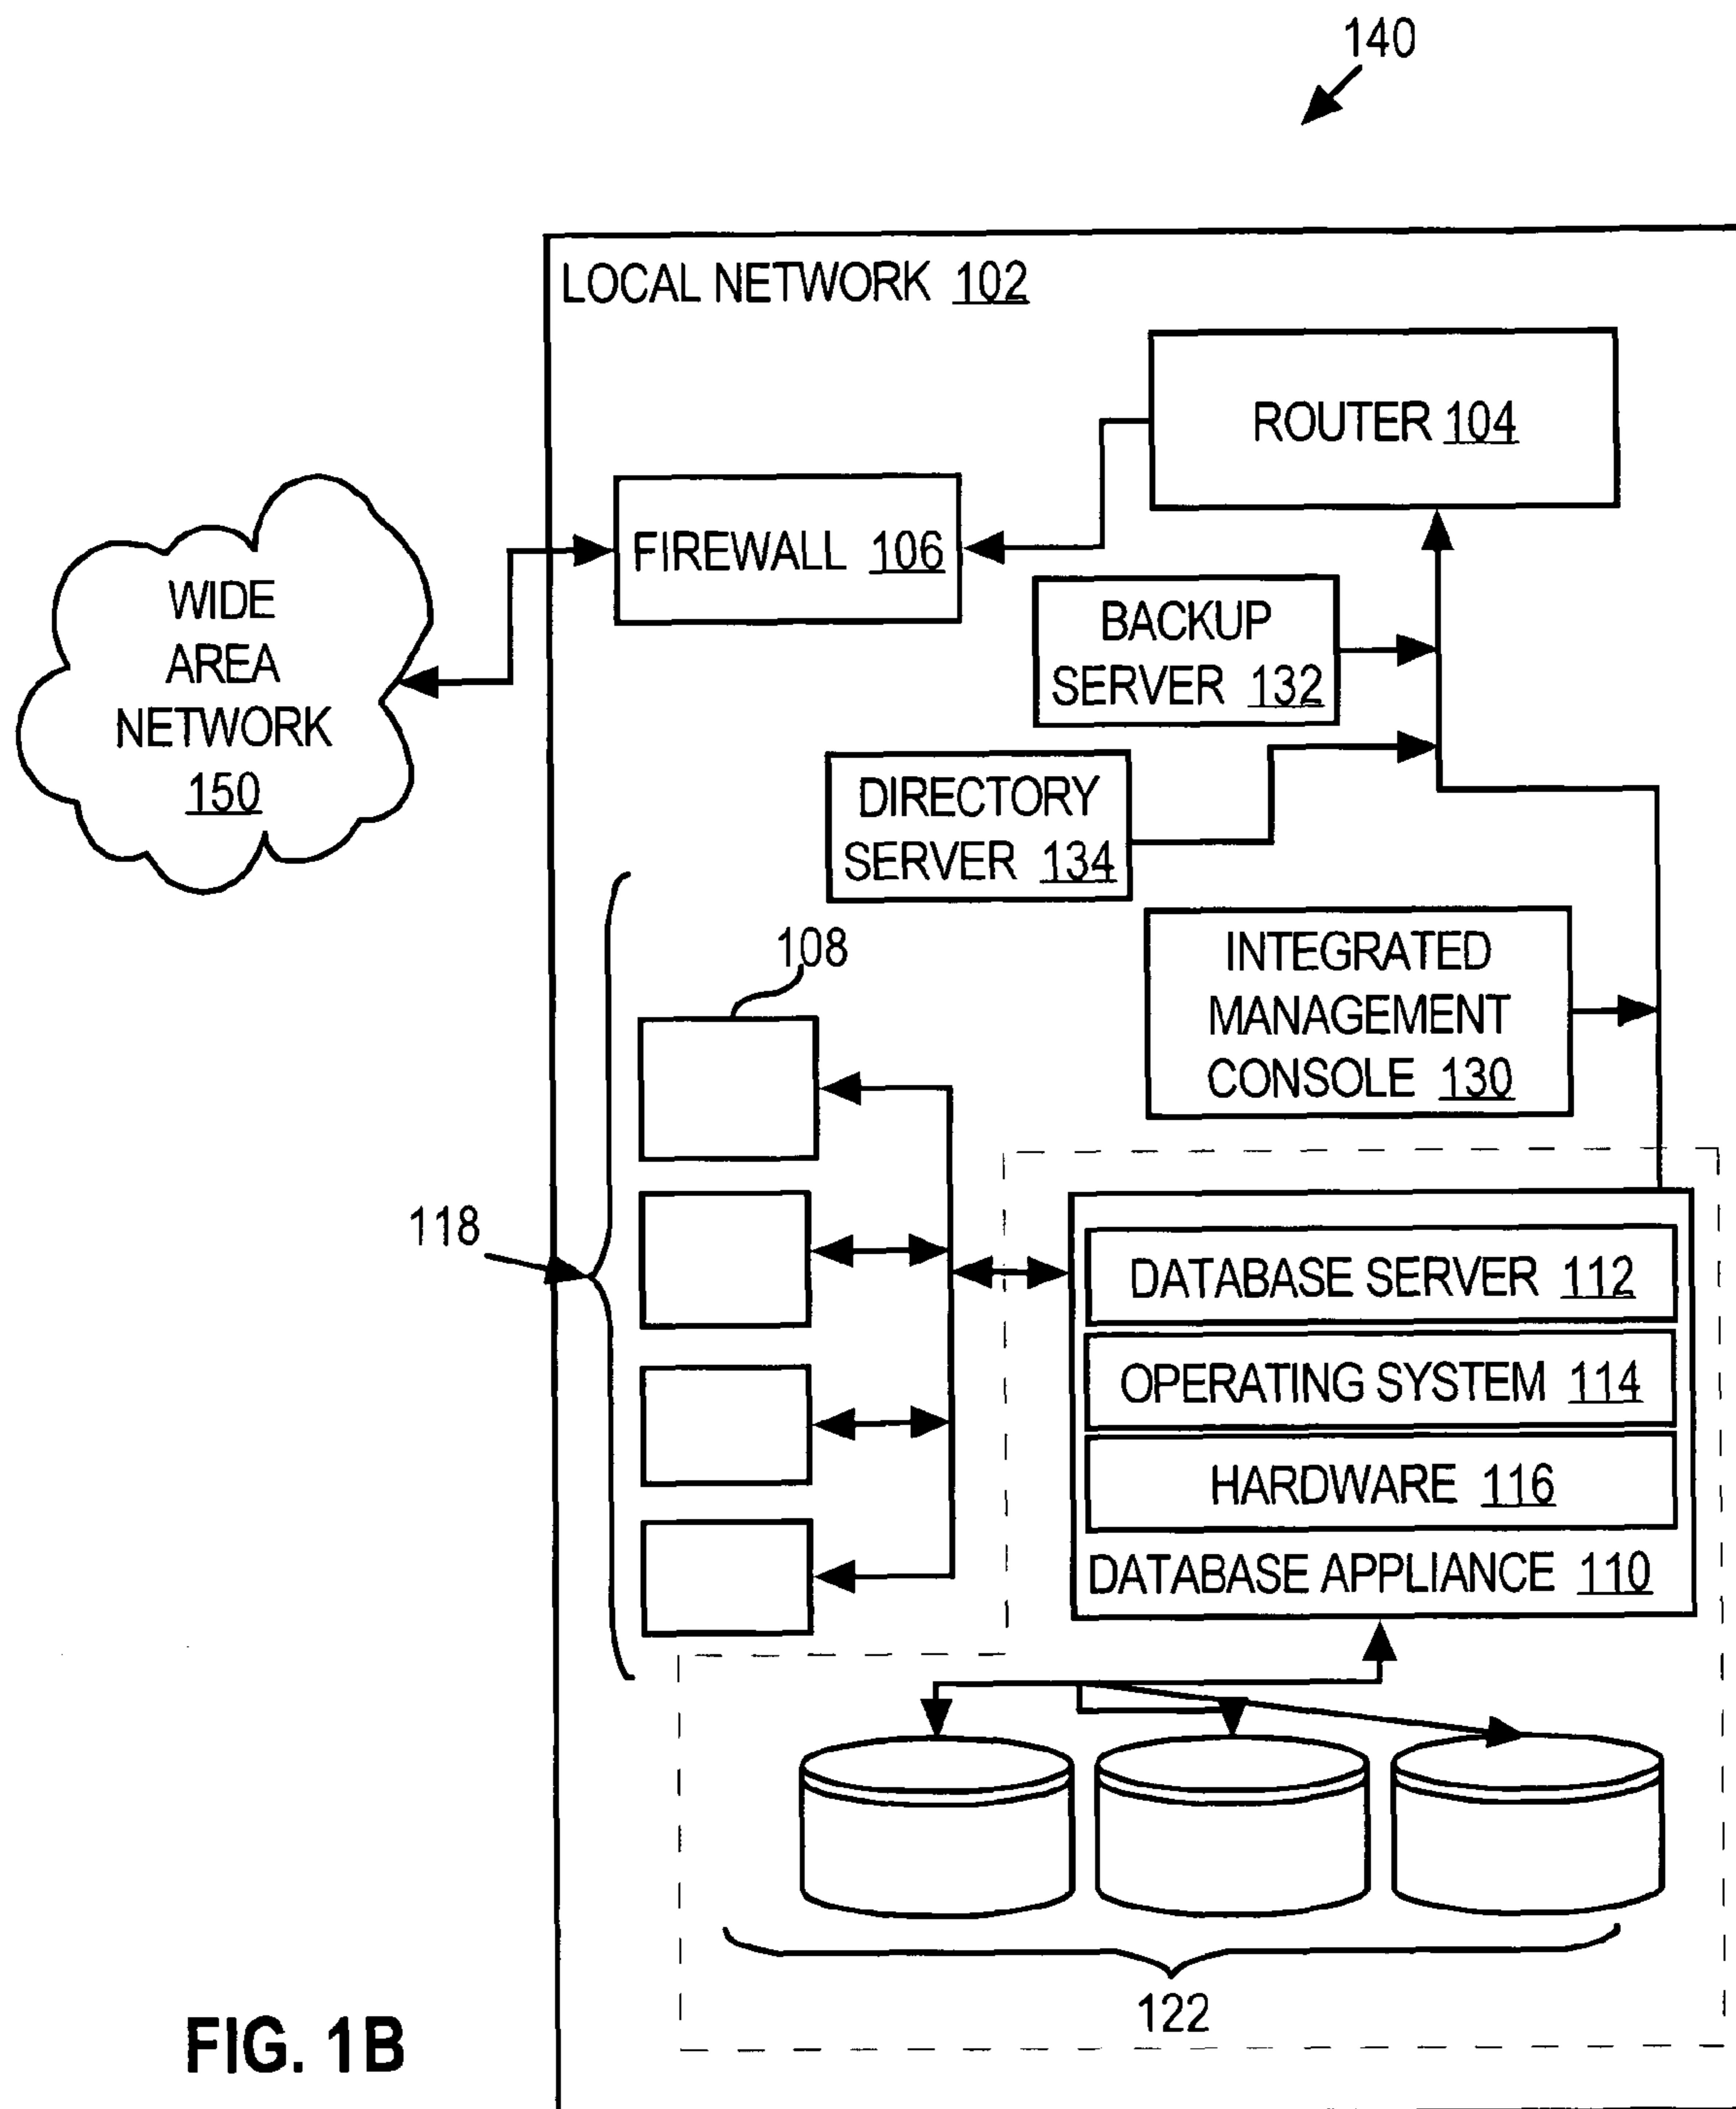 140
LOCAL NETWORK 102
ROUTER 104
FIREWALL 106
WIDE
AREA
NETWORK
150
BACKUP
SERVER 132
DIRECTORY
SERVER 134
108
INTEGRATED
MANAGEMENT
CONSOLE 130
118
DATABASE SERVER 112
OPERATING SYSTEM 114
HARDWARE 116
DATABASE APPLIANCE 110
122
FIG. 1B